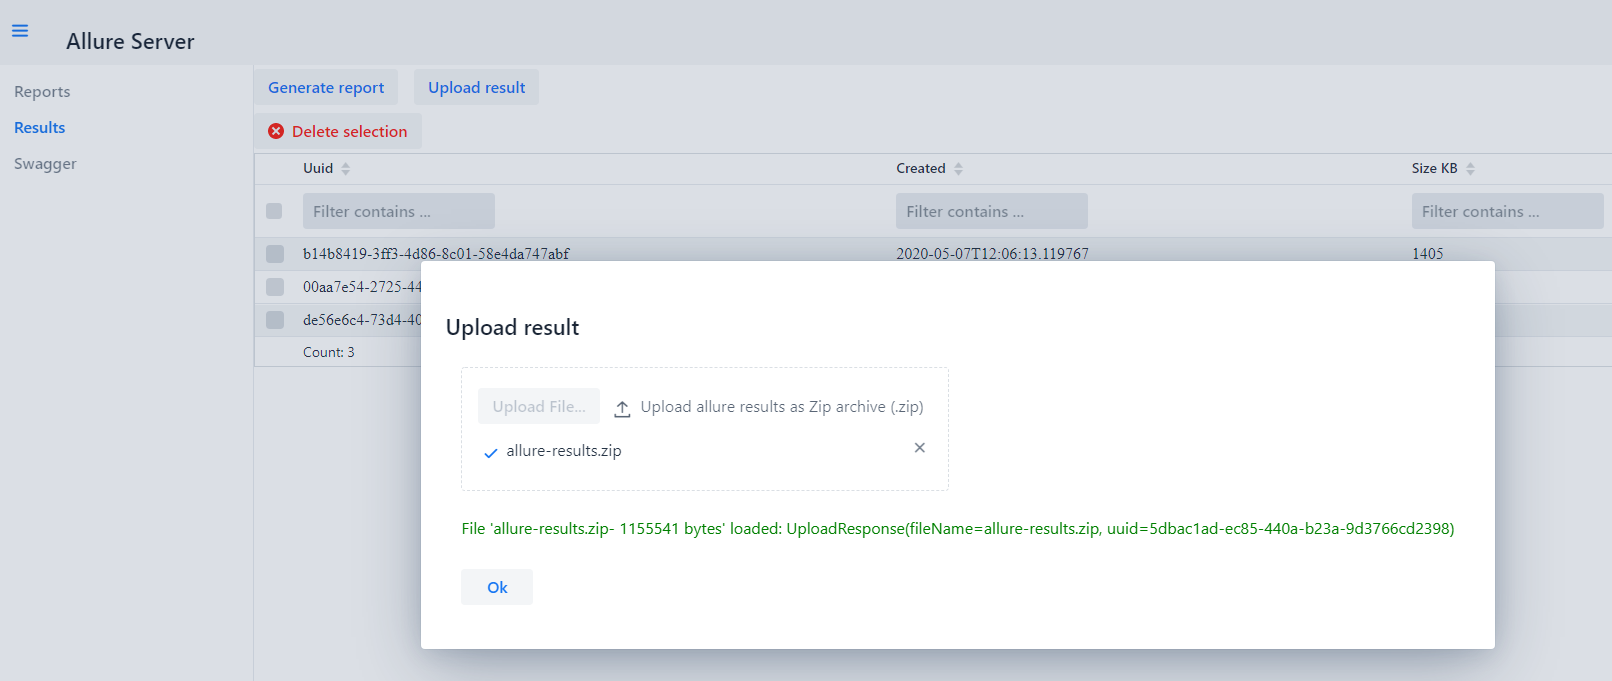 Allure Server
Reports
Results
Swagger
Generate report
Upload result
Delete selection
Uuid Created Size KB
Filter contains ... Filter contains ... Filter contains ...
b14b8419-3ff3-4d86-8c01-58e4da747abf 2020-05-07T12:06:13.119767 1405
00aa7e54-2725-44
de56e6c4-73d4-40
Count: 3
Upload result
Upload File... Upload allure results as Zip archive (.zip)
allure-results.zip
File 'allure-results.zip- 1155541 bytes' loaded: UploadResponse(fileName=allure-results.zip, uuid=5dbac1ad-ec85-440a-b23a-9d3766cd2398)
Ok